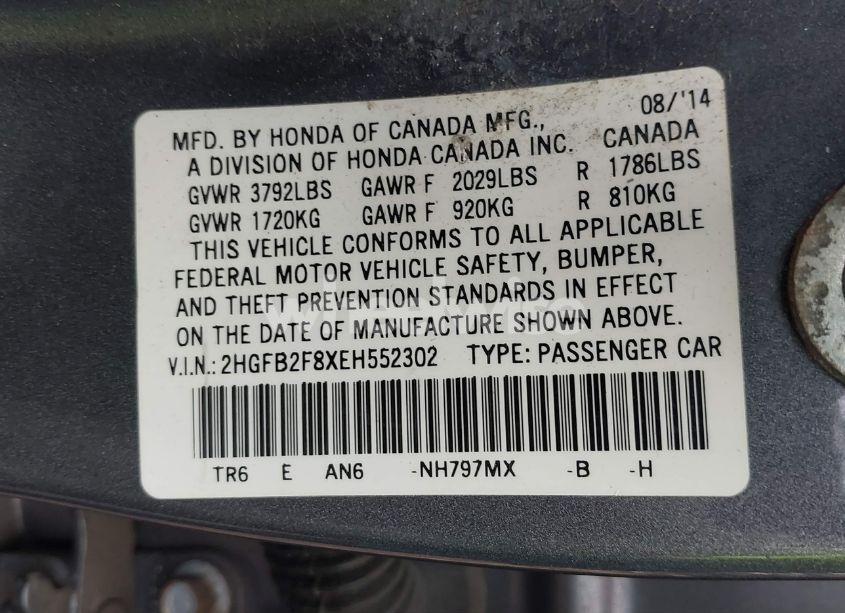 08/'14
MFD. BY HONDA OF CANADA MFG.,
A DIVISION OF HONDA CANADA INC. CANADA
GVWR 3792LBS GAWR F 2029LBS R 1786LBS
GVWR 1720KG GAWR F 920KG R 810KG
THIS VEHICLE CONFORMS TO ALL APPLICABLE
FEDERAL MOTOR VEHICLE SAFETY, BUMPER,
AND THEFT PREVENTION STANDARDS IN EFFECT
ON THE DATE OF MANUFACTURE SHOWN ABOVE.
V.I.N.: 2HGFB2F8XEH552302 TYPE: PASSENGER CAR
TR6 E AN6 -NH797MX -B -H